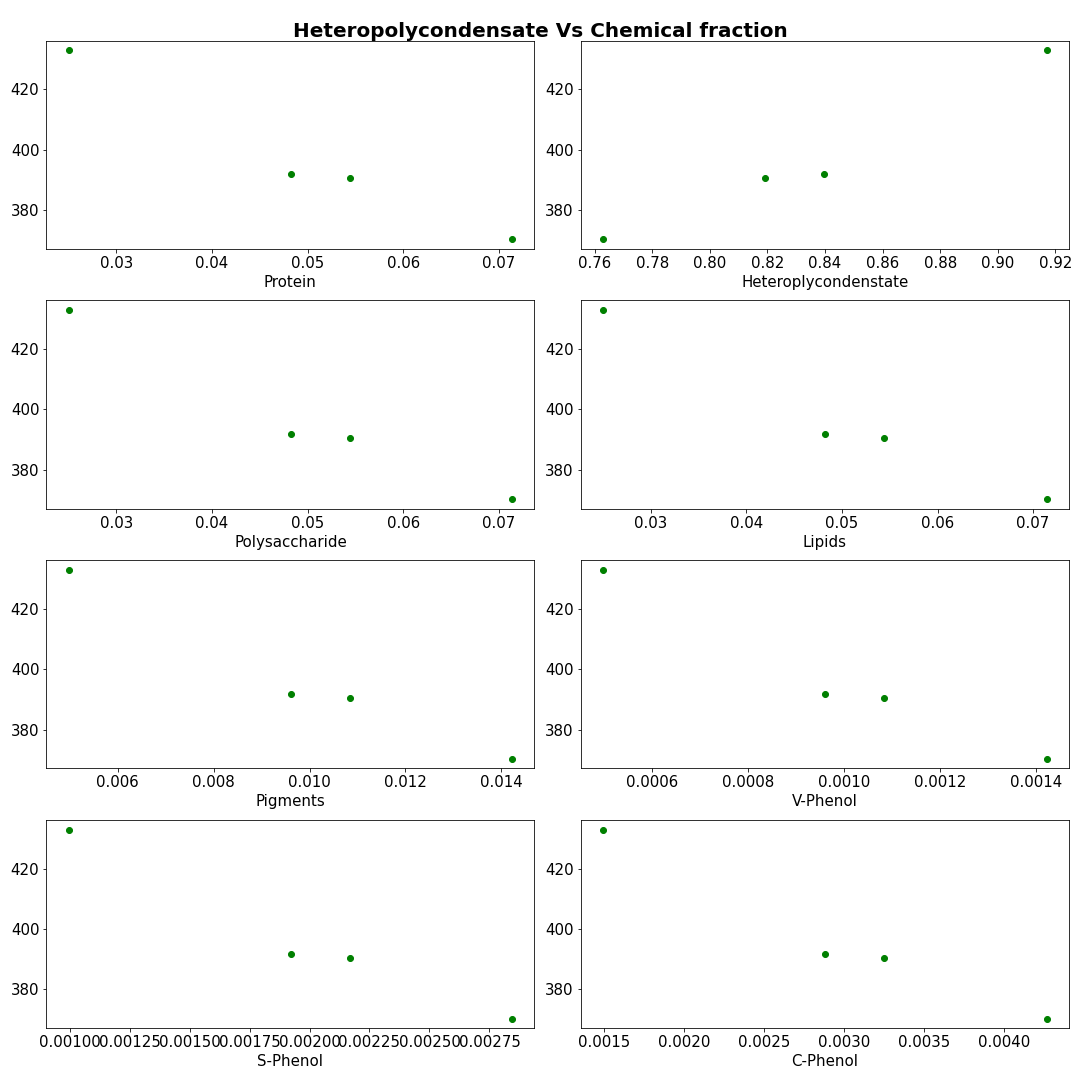 Heteropolycondensate Vs Chemical fraction
420
400
380
0.03 0.04 0.05 0.06 0.07
Protein
420
400
380
0.76 0.78 0.80 0.82 0.84 0.86 0.88 0.90 0.92
Heteroplycondenstate
420
400
380
0.03 0.04 0.05 0.06 0.07
Polysaccharide
420
400
380
0.03 0.04 0.05 0.06 0.07
Lipids
420
400
380
0.006 0.008 0.010 0.012 0.014
Pigments
420
400
380
0.0006 0.0008 0.0010 0.0012 0.0014
V-Phenol
420
400
380
0.00100 0.00125 0.00150 0.00175 0.00200 0.00225 0.00250 0.00275
S-Phenol
420
400
380
0.0015 0.0020 0.0025 0.0030 0.0035 0.0040
C-Phenol